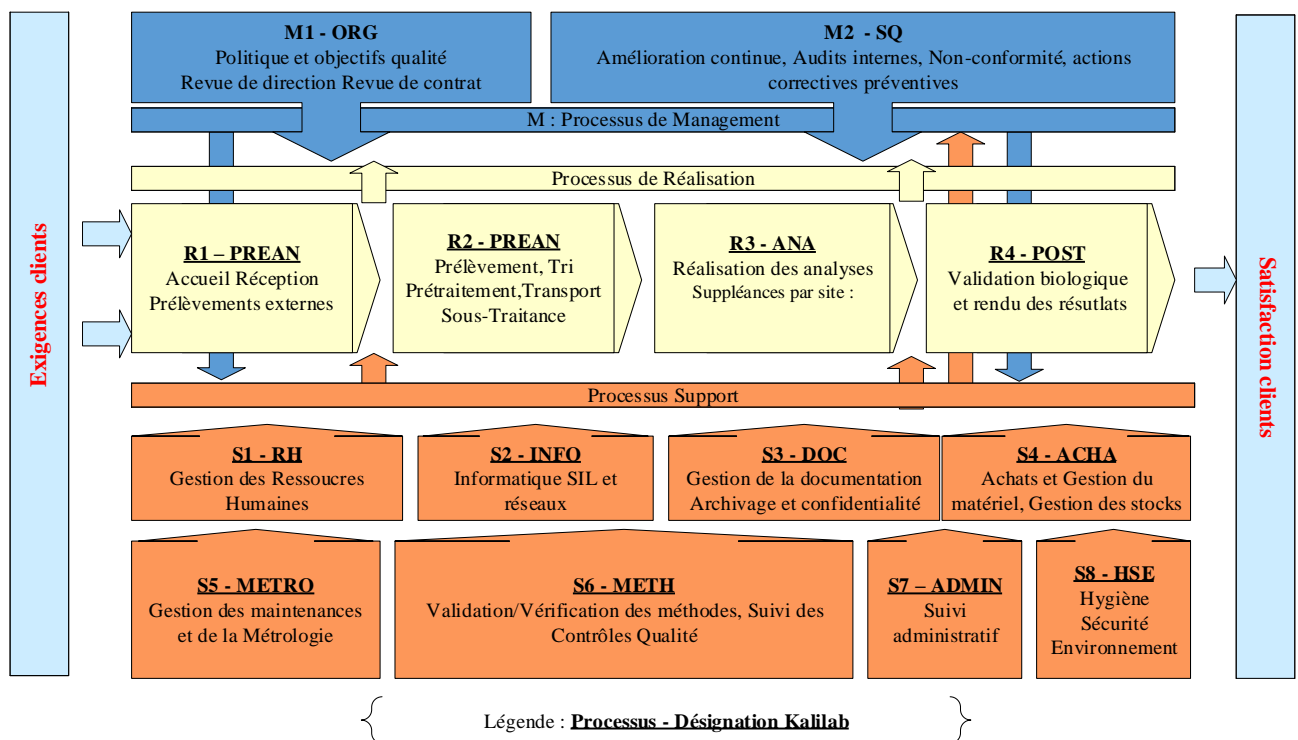 M1 - ORG
Politique et objectifs qualité
Revue de direction Revue de contrat
M2 - SQ
Amélioration continue, Audits internes, Non-conformité, actions
correctives préventives
M : Processus de Management
Processus de Réalisation
Exigences clients
R1 – PREAN
Accueil Réception
Prélèvements externes
R2 - PREAN
Prélèvement, Tri
Prétraitement,Transport
Sous-Traitance
R3 - ANA
Réalisation des analyses
Suppléances par site :
R4 - POST
Validation biologique
et rendu des résutlats
Satisfaction clients
Processus Support
S1 - RH
Gestion des Ressoucres
Humaines
S2 - INFO
Informatique SIL et
réseaux
S3 - DOC
Gestion de la documentation
Archivage et confidentialité
S4 - ACHA
Achats et Gestion du
matériel, Gestion des stocks
S5 - METRO
Gestion des maintenances
et de la Métrologie
S6 - METH
Validation/Vérification des méthodes, Suivi des
Contrôles Qualité
S7 – ADMIN
Suivi
administratif
S8 - HSE
Hygiène
Sécurité
Environnement
Légende : Processus - Désignation Kalilab